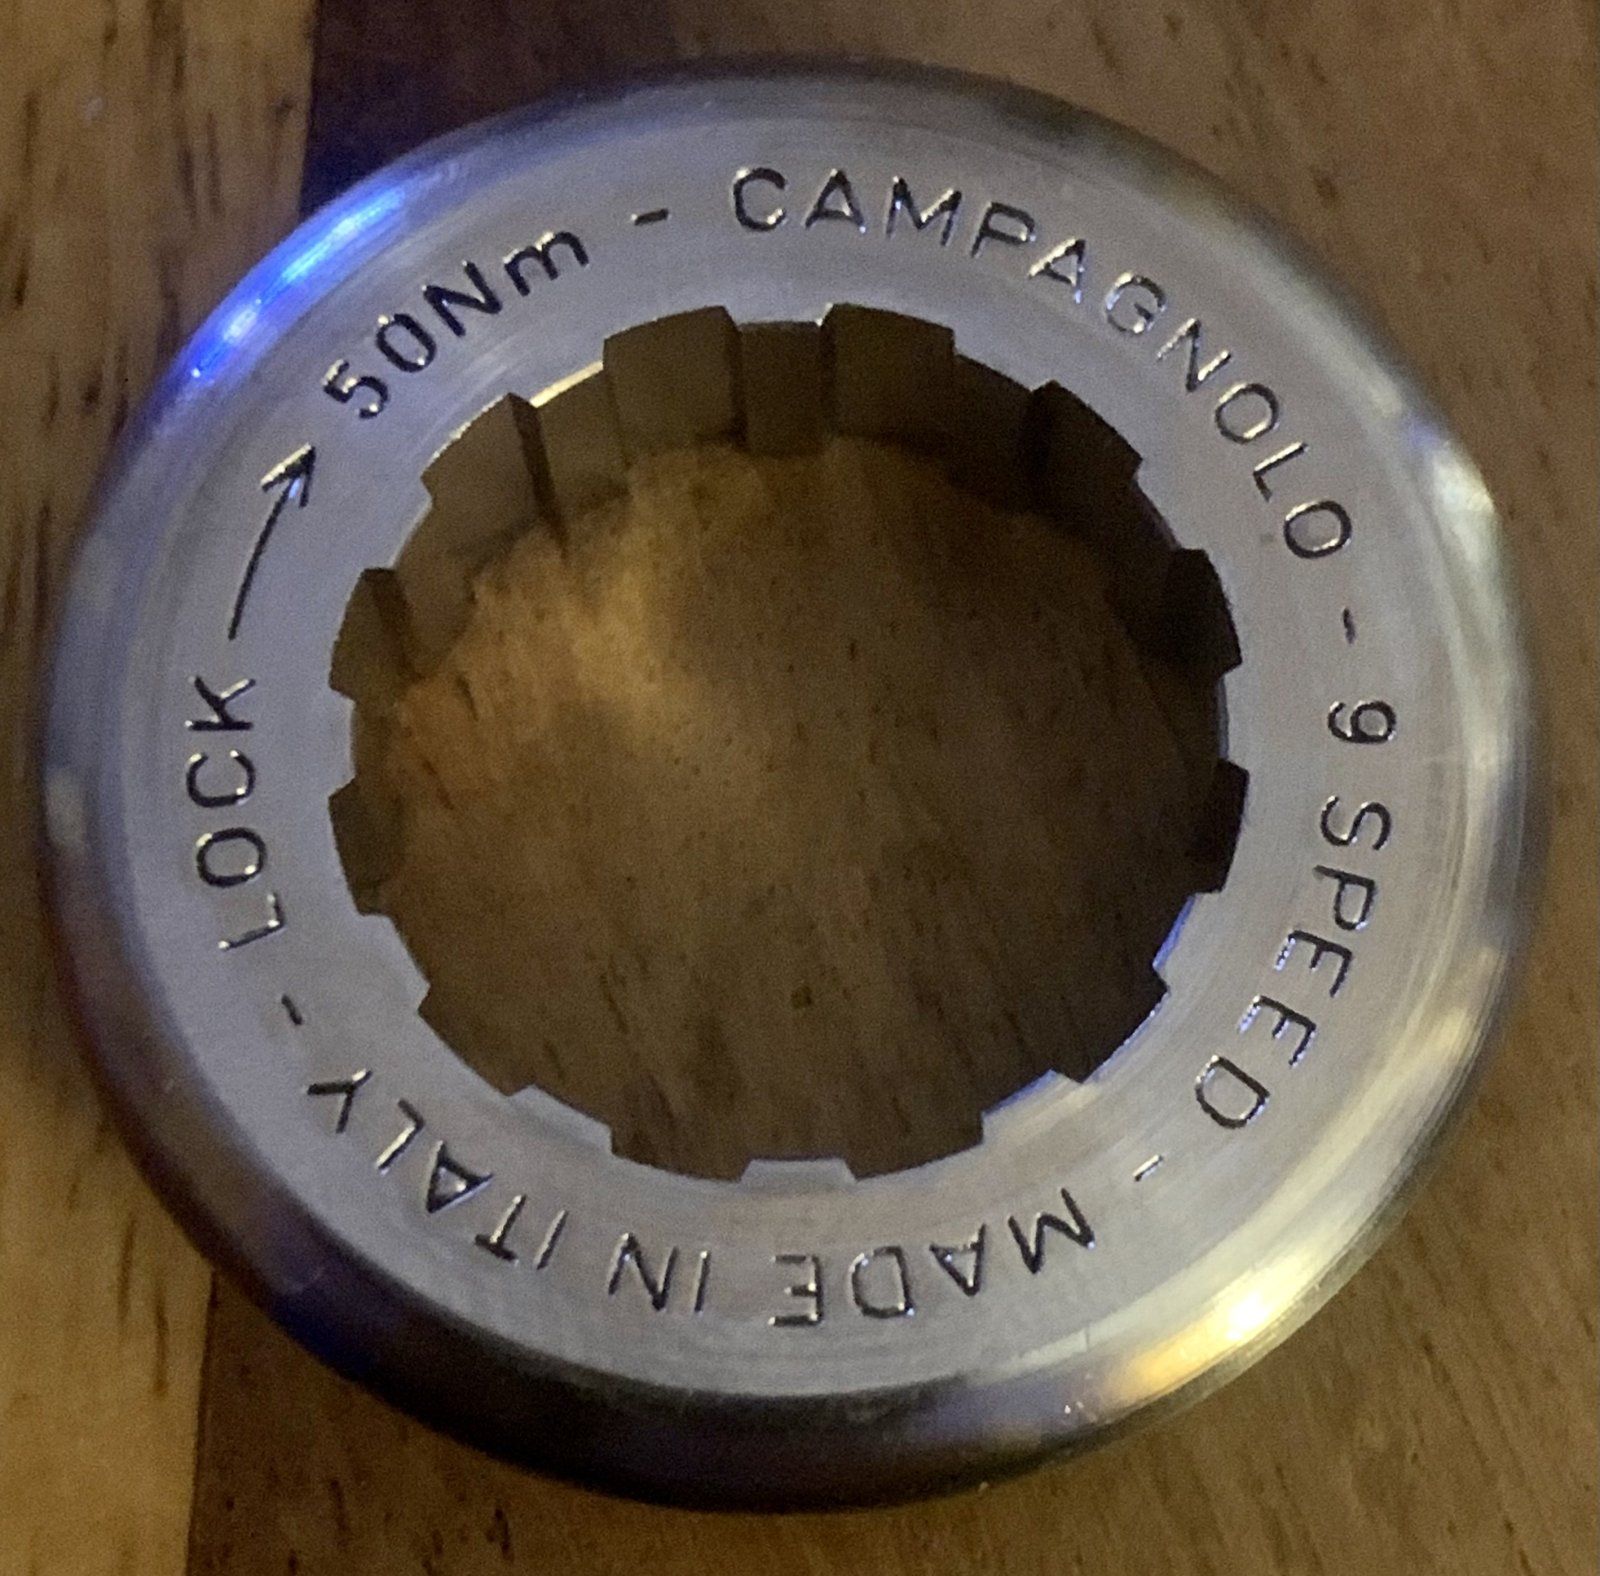 LOCK → 50Nm - CAMPAGNOLO - 9 SPEED - MADE IN ITALY -